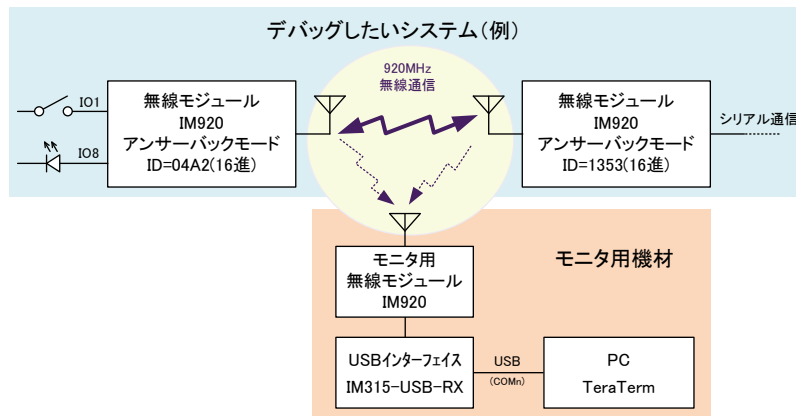 デバッグしたいシステム(例)
920MHz
無線通信
IO1
IO8
無線モジュール
IM920
アンサーバックモード
ID=04A2(16進)
無線モジュール
IM920
アンサーバックモード
ID=1353(16進)
シリアル通信
モニタ用
無線モジュール
IM920
モニタ用機材
USBインターフェイス
IM315-USB-RX
USB
(COMn)
PC
TeraTerm